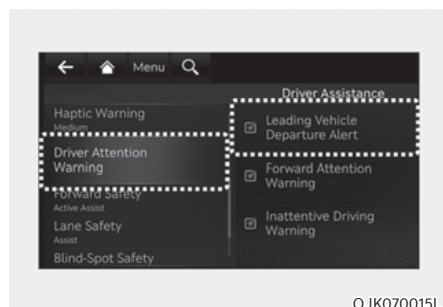 Menu
Driver Assistance
Haptic Warning
Medium
Driver Attention
Warning
Forward Safety
Active Assist
Lane Safety
Assist
Blind-Spot Safety
Leading Vehicle
Departure Alert
Forward Attention
Warning
Inattentive Driving
Warning
OJK070015L